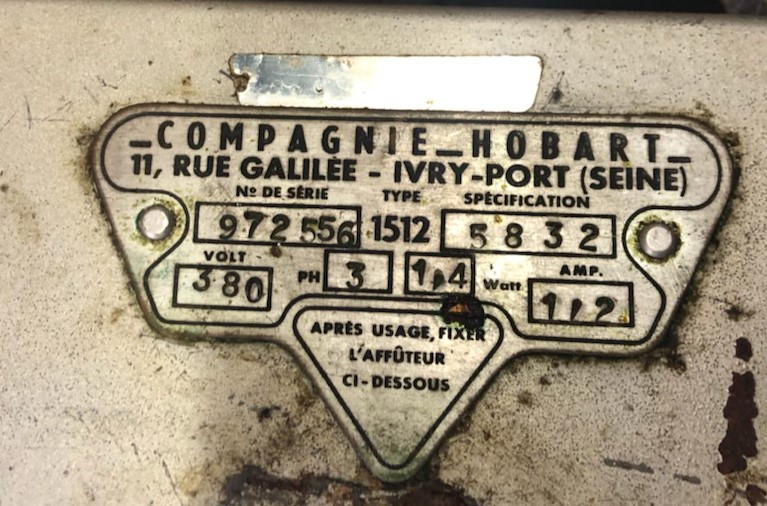 _COMPAGNIE_HOBART_
11, RUE GALILÉE - IVRY-PORT (SEINE)
Nº DE SÉRIE TYPE SPÉCIFICATION
972556 1512 5832
VOLT AMP.
380 PH 3 1,4 Watt 1,2
APRÈS USAGE, FIXER
L'AFFÛTEUR
CI-DESSOUS